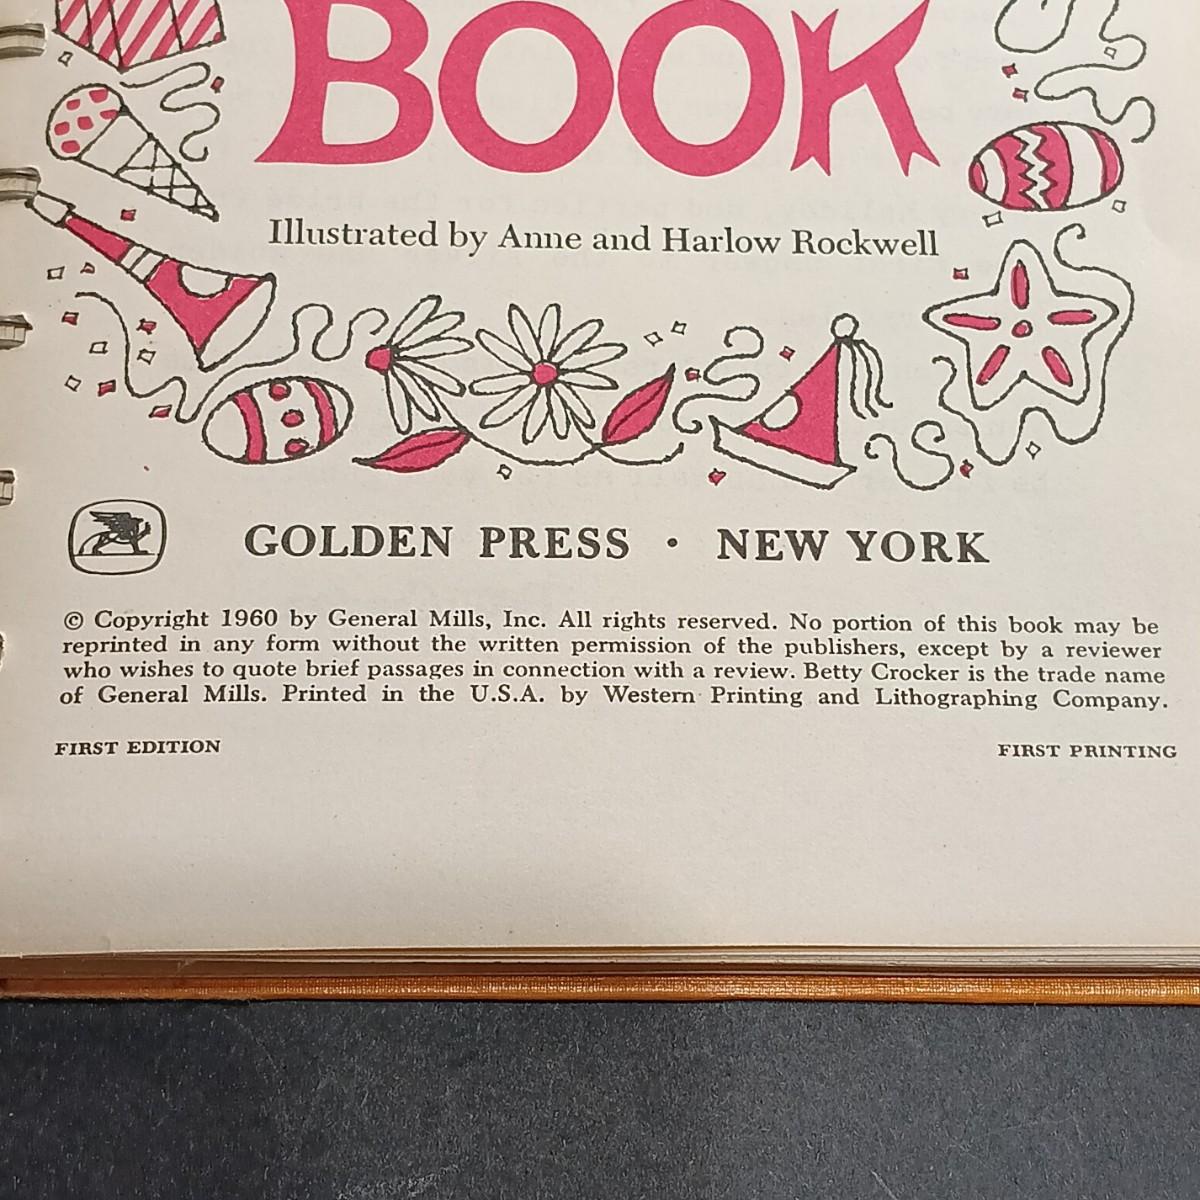 BOOK
Illustrated by Anne and Harlow Rockwell
GOLDEN PRESS • NEW YORK
© Copyright 1960 by General Mills, Inc. All rights reserved. No portion of this book may be
reprinted in any form without the written permission of the publishers, except by a reviewer
who wishes to quote brief passages in connection with a review. Betty Crocker is the trade name
of General Mills. Printed in the U.S.A. by Western Printing and Lithographing Company.
FIRST EDITION
FIRST PRINTING